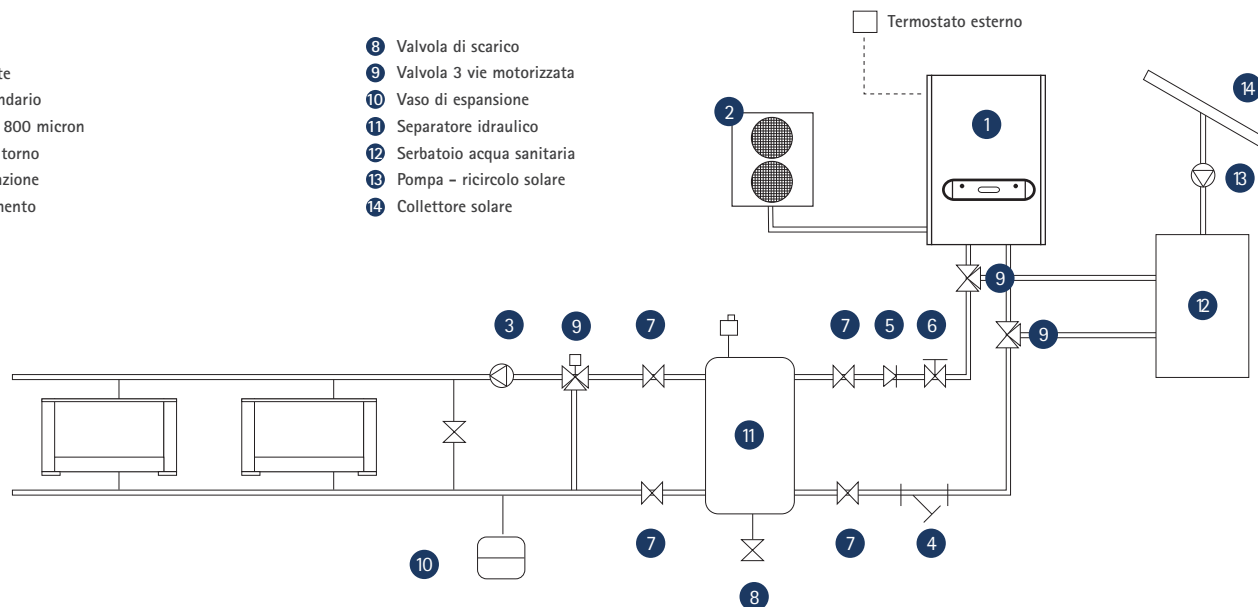 te
ndario
800 micron
torno
zione
mento
8 Valvola di scarico
9 Valvola 3 vie motorizzata
10 Vaso di espansione
11 Separatore idraulico
12 Serbatoio acqua sanitaria
13 Pompa – ricircolo solare
14 Collettore solare
Termostato esterno
2
1
14
13
9
12
9
3
9
7
7
5
6
11
10
7
7
4
8